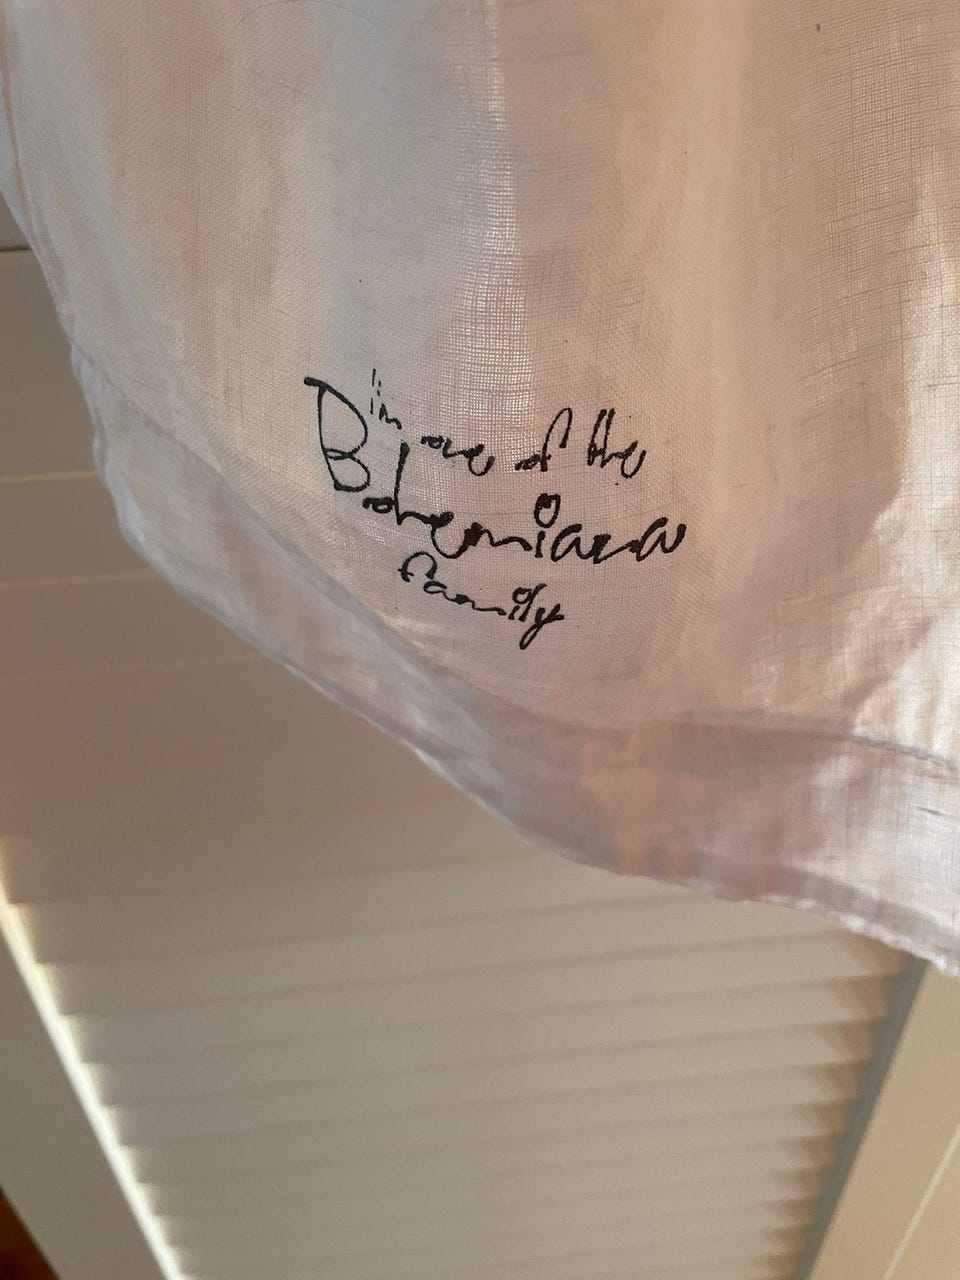 i'm one of the
Bohemiana
family